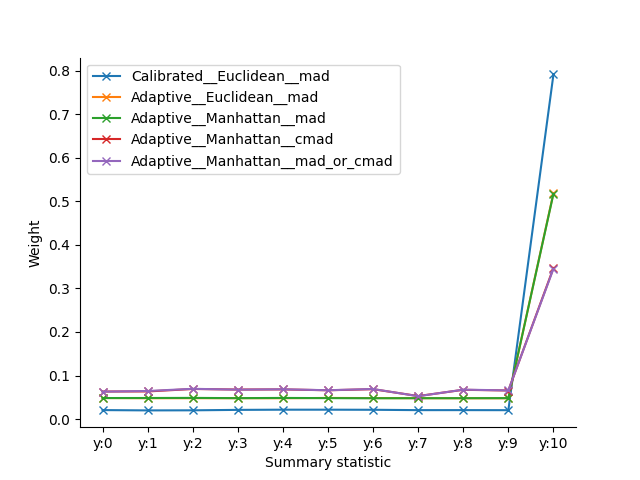 Calibrated__Euclidean__mad
Adaptive__Euclidean__mad
Adaptive__Manhattan__mad
Adaptive__Manhattan__cmad
Adaptive__Manhattan__mad_or_cmad
Weight
0.8
0.7
0.6
0.5
0.4
0.3
0.2
0.1
0.0
y:0 y:1 y:2 y:3 y:4 y:5 y:6 y:7 y:8 y:9 y:10
Summary statistic